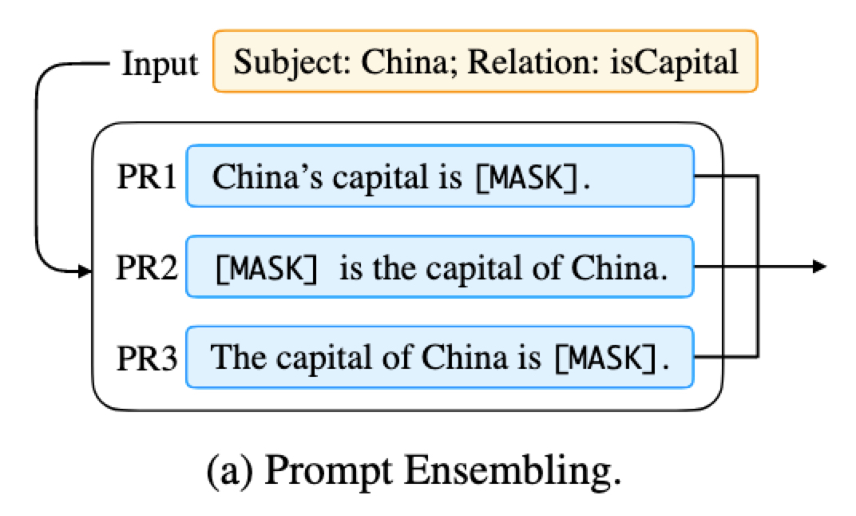 Input Subject: China; Relation: isCapital
PR1 China’s capital is [MASK].
PR2 [MASK] is the capital of China.
PR3 The capital of China is [MASK].
(a) Prompt Ensembling.